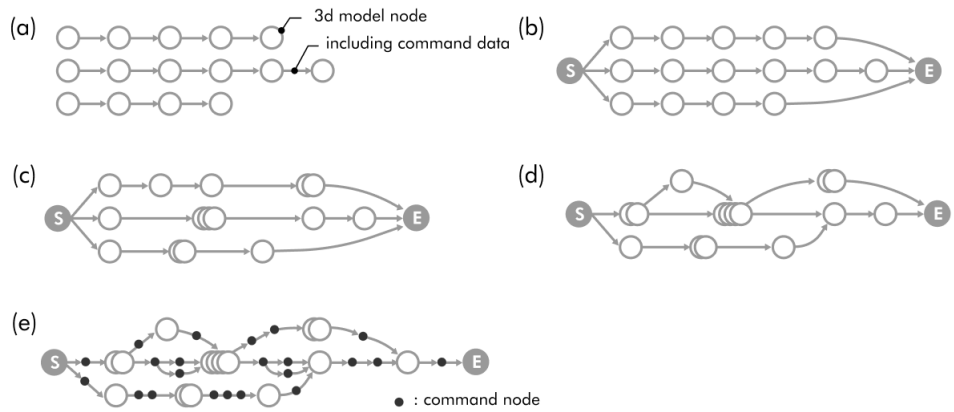 (a)
3d model node
including command data
(b)
S
E
(c)
S
E
(d)
S
E
(e)
S
E
: command node